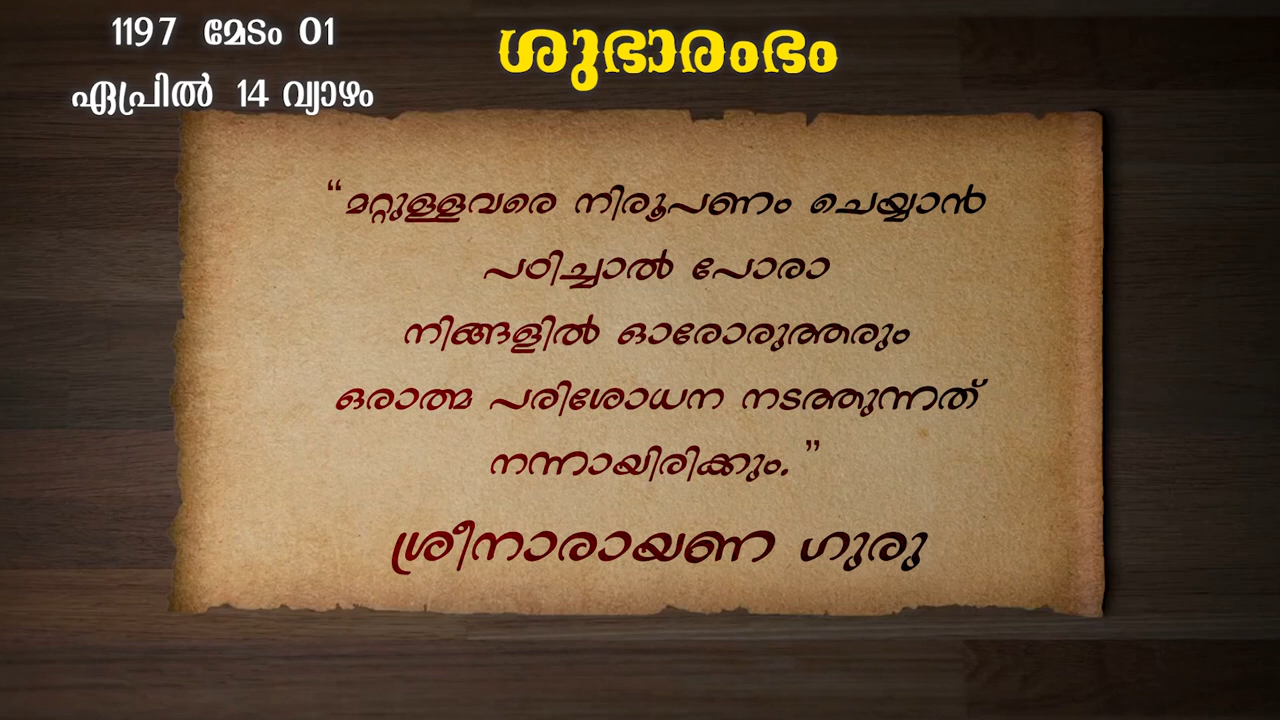 1197 മേടം 01
ഏപ്രിൽ 14 വ്യാഴം
ശുഭാരംഭം
“മറ്റുള്ളവരെ നിരൂപണം ചെയ്യാൻ
പഠിച്ചാൽ പോരാ
നിങ്ങളിൽ ഓരോരുത്തരും
ഒരാത്മ പരിശോധന നടത്തുന്നത്
നന്നായിരിക്കും.”
ശ്രീനാരായണ ഗുരു